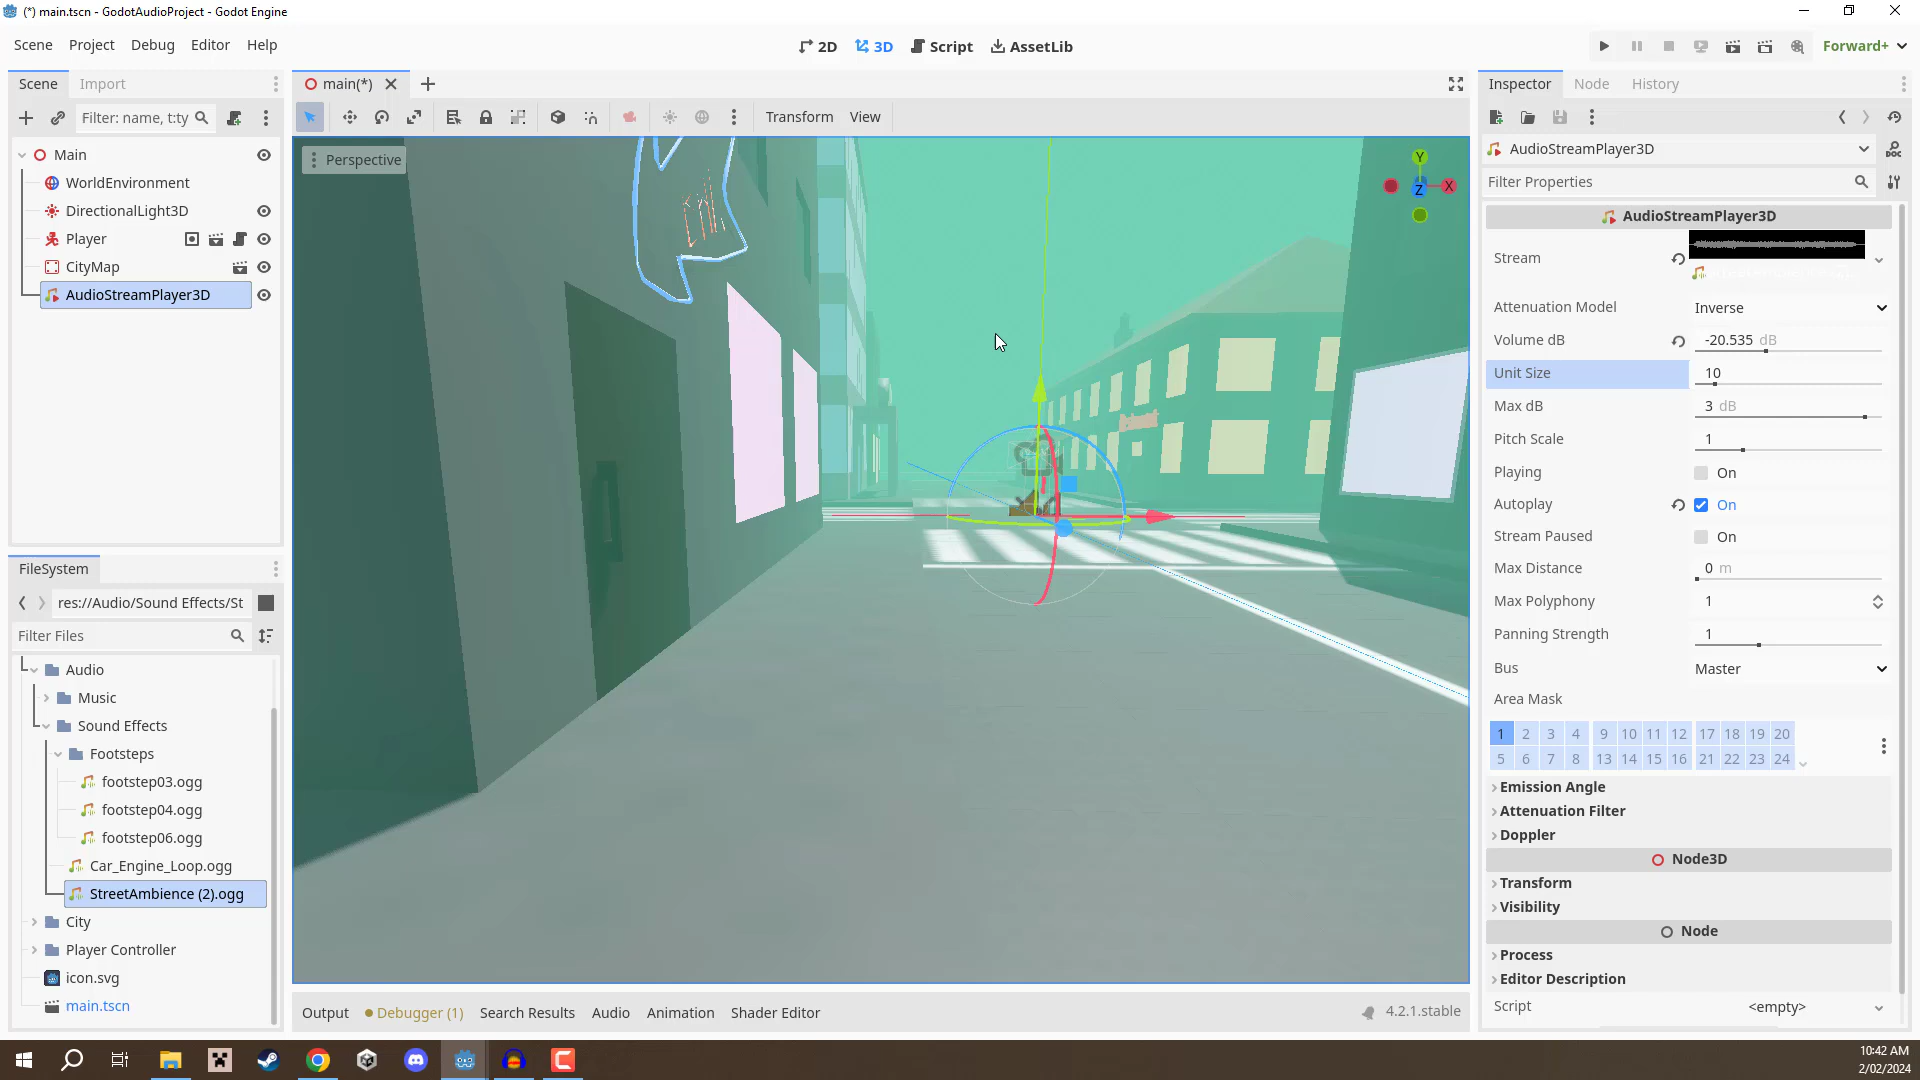 (*) main.tscn - GodotAudioProject - Godot Engine
Scene Project Debug Editor Help
2D 3D Script AssetLib
Forward+
Scene Import
Filter: name, t:ty
Main
WorldEnvironment
DirectionalLight3D
Player
CityMap
AudioStreamPlayer3D
FileSystem
res://Audio/Sound Effects/St
Filter Files
Audio
Music
Sound Effects
Footsteps
footstep03.ogg
footstep04.ogg
footstep06.ogg
Car_Engine_Loop.ogg
StreetAmbience (2).ogg
City
Player Controller
icon.svg
main.tscn
main(*)
Transform View
Perspective
Y
X
Z
Output Debugger (1) Search Results Audio Animation Shader Editor
4.2.1.stable
Inspector Node History
AudioStreamPlayer3D
Filter Properties
AudioStreamPlayer3D
Stream
Attenuation Model Inverse
Volume dB -20.535 dB
Unit Size 10
Max dB 3 dB
Pitch Scale 1
Playing On
Autoplay On
Stream Paused On
Max Distance 0 m
Max Polyphony 1
Panning Strength 1
Bus Master
Area Mask
1 2 3 4 9 10 11 12 17 18 19 20
5 6 7 8 13 14 15 16 21 22 23 24
Emission Angle
Attenuation Filter
Doppler
Node3D
Transform
Visibility
Node
Process
Editor Description
Script <empty>
10:42 AM
2/02/2024